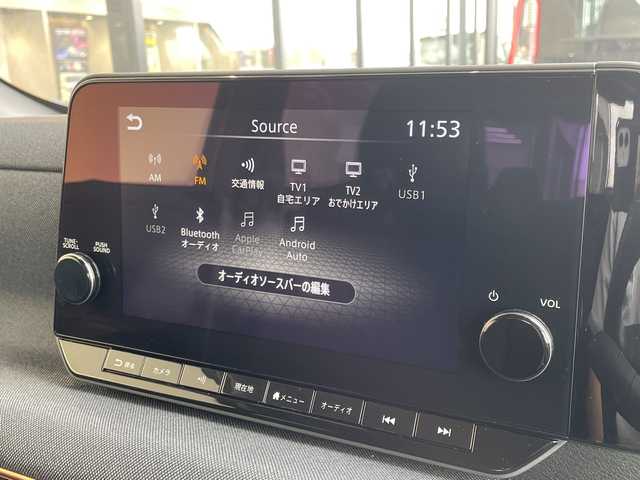 Source
11:53
AM
FM
交通情報
TV1
自宅エリア
TV2
おでかけエリア
USB1
USB2
Bluetooth
オーディオ
Apple
CarPlay
Android
Auto
オーディオソースバーの編集
TUNE·
SCROLL
PUSH
SOUND
VOL
戻る
カメラ
現在地
メニュー
オーディオ